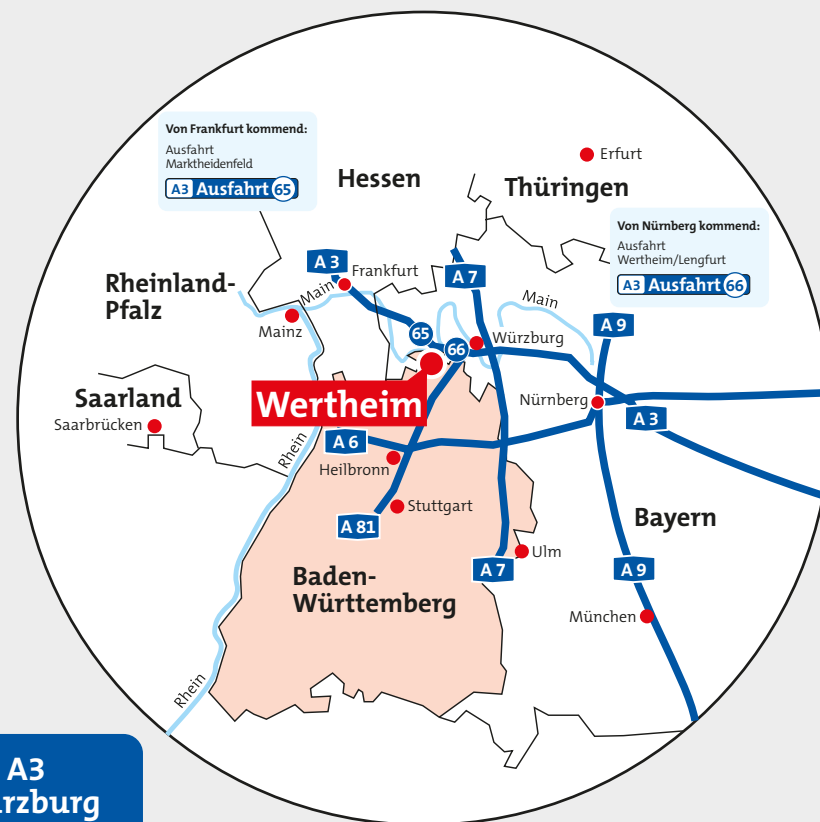 Von Frankfurt kommend:
Ausfahrt
Marktheidenfeld
A3 Ausfahrt 65
Hessen
Erfurt
Thüringen
Von Nürnberg kommend:
Ausfahrt
Wertheim/Lengfurt
A3 Ausfahrt 66
A 3
Frankfurt
A 7
Rheinland-
Pfalz
Main
Main
Mainz
65
66
Würzburg
A 9
Saarland
Saarbrücken
Wertheim
Nürnberg
A 3
A 6
Rhein
Heilbronn
Stuttgart
A 81
Bayern
Ulm
A 7
A 9
Baden-
Württemberg
München
Rhein
A3
rzburg